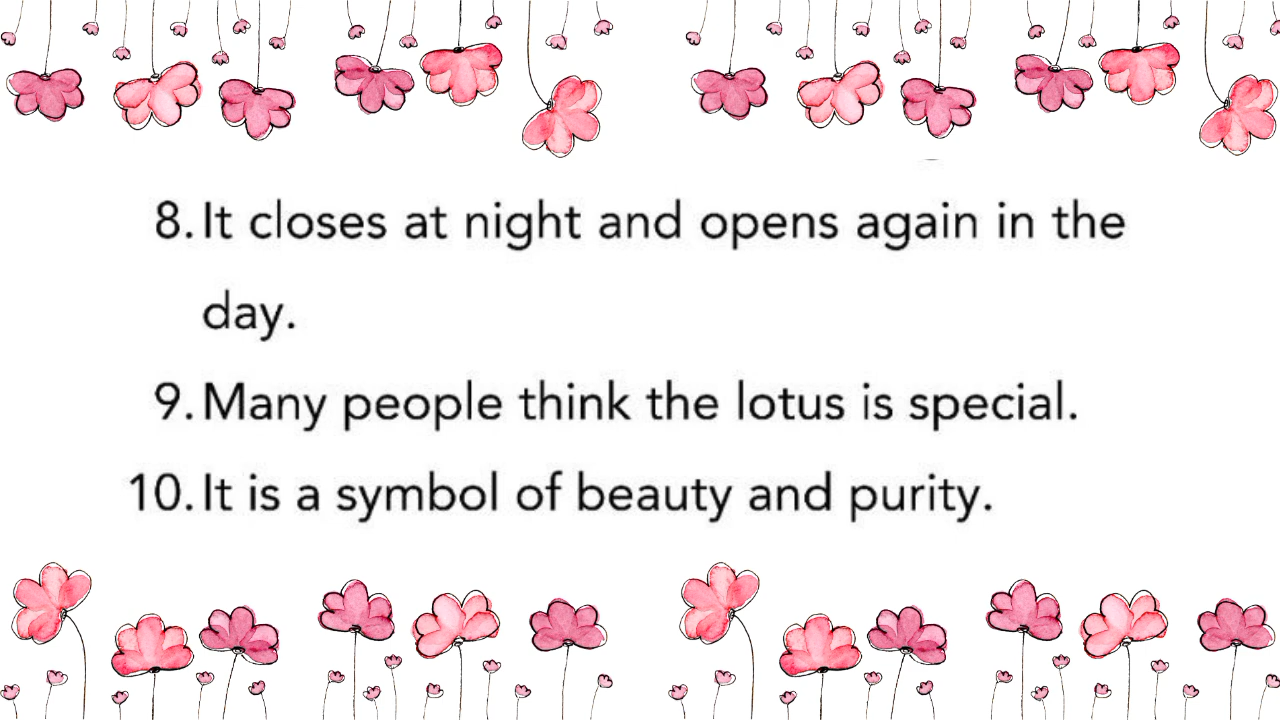 8. It closes at night and opens again in the
day.
9. Many people think the lotus is special.
10. It is a symbol of beauty and purity.